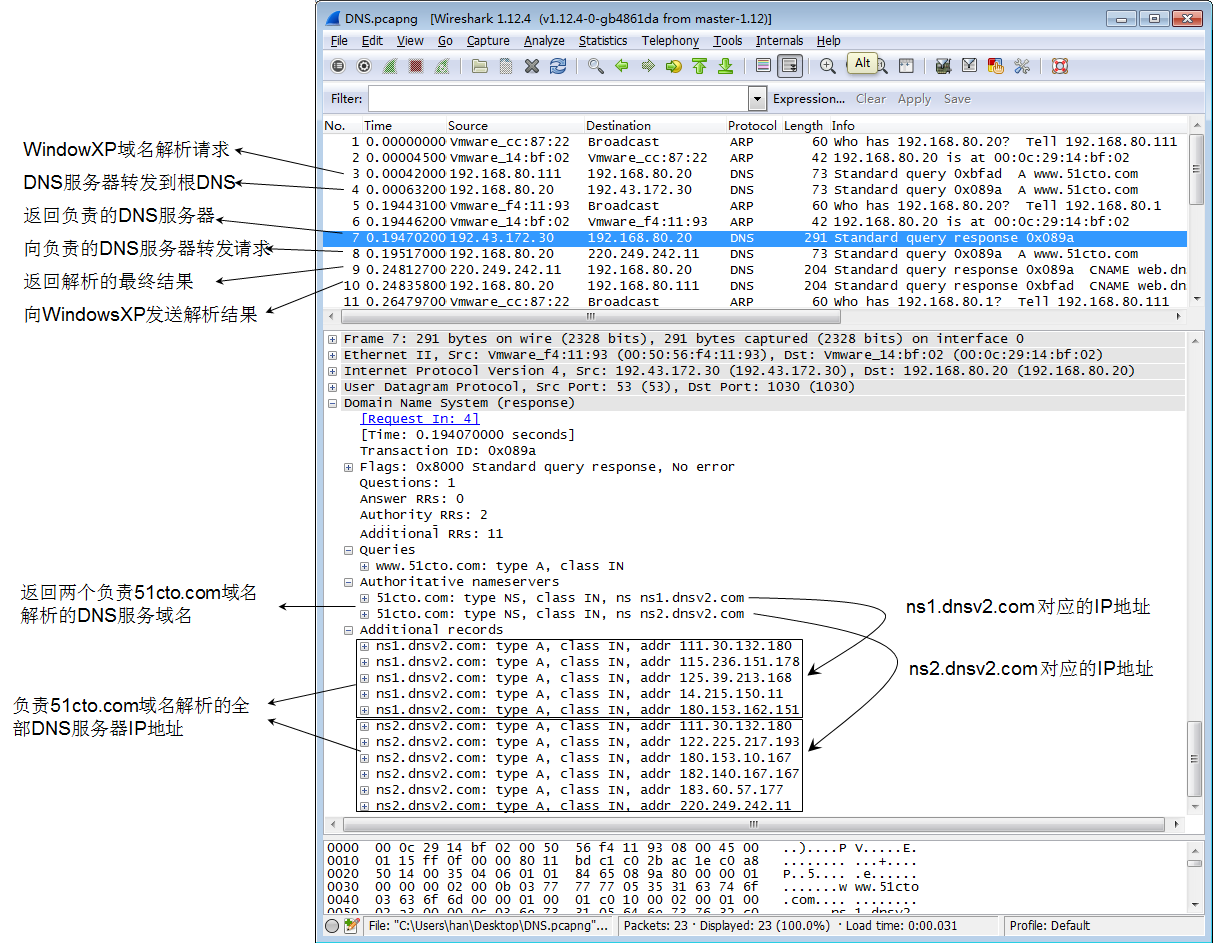 DNS.pcapng [Wireshark 1.12.4 (v1.12.4-0-gb4861da from master-1.12)]
File Edit View Go Capture Analyze Statistics Telephony Tools Internals Help
Alt
Filter: Expression... Clear Apply Save
No. Time Source Destination Protocol Length Info
1 0.00000000 Vmware_cc:87:22 Broadcast ARP 60 Who has 192.168.80.20? Tell 192.168.80.111
2 0.00004500 Vmware_14:bf:02 Vmware_cc:87:22 ARP 42 192.168.80.20 is at 00:0c:29:14:bf:02
3 0.00042000 192.168.80.111 192.168.80.20 DNS 73 Standard query 0xbfad A www.51cto.com
4 0.00063200 192.168.80.20 192.43.172.30 DNS 73 Standard query 0x089a A www.51cto.com
5 0.19443100 Vmware_f4:11:93 Broadcast ARP 60 Who has 192.168.80.20? Tell 192.168.80.1
6 0.19446200 Vmware_14:bf:02 Vmware_f4:11:93 ARP 42 192.168.80.20 is at 00:0c:29:14:bf:02
7 0.19470200 192.43.172.30 192.168.80.20 DNS 291 Standard query response 0x089a
8 0.19517000 192.168.80.20 220.249.242.11 DNS 73 Standard query 0x089a A www.51cto.com
9 0.24812700 220.249.242.11 192.168.80.20 DNS 204 Standard query response 0x089a CNAME web.dn
10 0.24835800 192.168.80.20 192.168.80.111 DNS 204 Standard query response 0xbfad CNAME web.dn
11 0.26479700 Vmware_cc:87:22 Broadcast ARP 60 Who has 192.168.80.1? Tell 192.168.80.111
WindowXP域名解析请求
DNS服务器转发到根DNS
返回负责的DNS服务器
向负责的DNS服务器转发请求
返回解析的最终结果
向WindowsXP发送解析结果
Frame 7: 291 bytes on wire (2328 bits), 291 bytes captured (2328 bits) on interface 0
Ethernet II, Src: Vmware_f4:11:93 (00:50:56:f4:11:93), Dst: Vmware_14:bf:02 (00:0c:29:14:bf:02)
Internet Protocol Version 4, Src: 192.43.172.30 (192.43.172.30), Dst: 192.168.80.20 (192.168.80.20)
User Datagram Protocol, Src Port: 53 (53), Dst Port: 1030 (1030)
Domain Name System (response)
[Request In: 4]
[Time: 0.194070000 seconds]
Transaction ID: 0x089a
Flags: 0x8000 Standard query response, No error
Questions: 1
Answer RRs: 0
Authority RRs: 2
Additional RRs: 11
Queries
www.51cto.com: type A, class IN
Authoritative nameservers
51cto.com: type NS, class IN, ns ns1.dnsv2.com
51cto.com: type NS, class IN, ns ns2.dnsv2.com
Additional records
ns1.dnsv2.com: type A, class IN, addr 111.30.132.180
ns1.dnsv2.com: type A, class IN, addr 115.236.151.178
ns1.dnsv2.com: type A, class IN, addr 125.39.213.168
ns1.dnsv2.com: type A, class IN, addr 14.215.150.11
ns1.dnsv2.com: type A, class IN, addr 180.153.162.151
ns2.dnsv2.com: type A, class IN, addr 111.30.132.180
ns2.dnsv2.com: type A, class IN, addr 122.225.217.193
ns2.dnsv2.com: type A, class IN, addr 180.153.10.167
ns2.dnsv2.com: type A, class IN, addr 182.140.167.167
ns2.dnsv2.com: type A, class IN, addr 183.60.57.177
ns2.dnsv2.com: type A, class IN, addr 220.249.242.11
返回两个负责51cto.com域名
解析的DNS服务域名
负责51cto.com域名解析的全
部DNS服务器IP地址
ns1.dnsv2.com对应的IP地址
ns2.dnsv2.com对应的IP地址
0000 00 0c 29 14 bf 02 00 50 56 f4 11 93 08 00 45 00 ..)....P V.....E.
0010 01 15 ff 0f 00 00 80 11 bd c1 c0 2b ac 1e c0 a8 ........ ...+....
0020 50 14 00 35 04 06 01 01 84 65 08 9a 80 00 00 01 P..5.... .e......
0030 00 00 00 02 00 0b 03 77 77 77 05 35 31 63 74 6f .......w ww.51cto
0040 03 63 6f 6d 00 00 01 00 01 c0 10 00 02 00 01 00 .com.... ........
0050 02 a3 00 00 0c 03 6e 73 31 05 64 6e 73 76 32 c0 ......ns 1.dnsv2.
File: "C:\Users\han\Desktop\DNS.pcapng"... Packets: 23 · Displayed: 23 (100.0%) · Load time: 0:00.031 Profile: Default